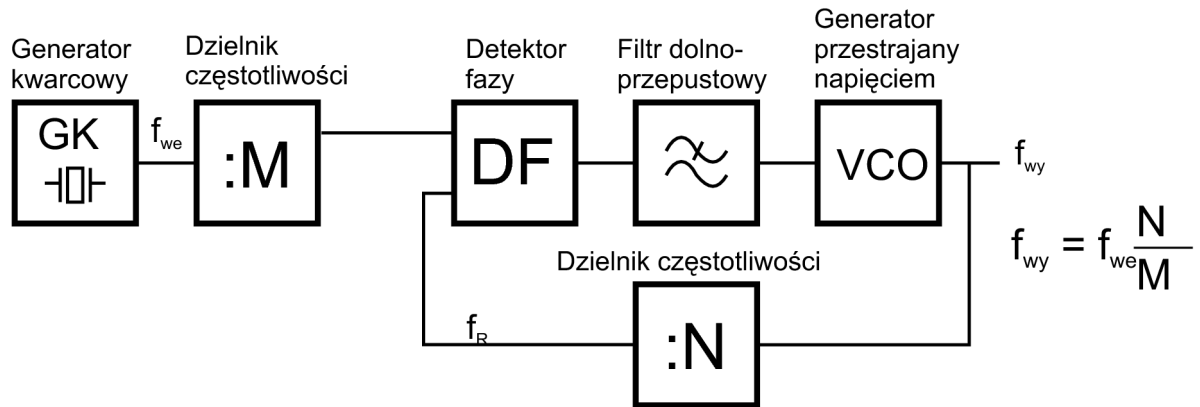 Generator
kwarcowy
Dzielnik
częstotliwości
Detektor
fazy
Filtr dolno-
przepustowy
Generator
przestrajany
napięciem
GK
f_we
:M
DF
VCO
f_wy
f_wy = f_we N/M
Dzielnik częstotliwości
f_R
:N